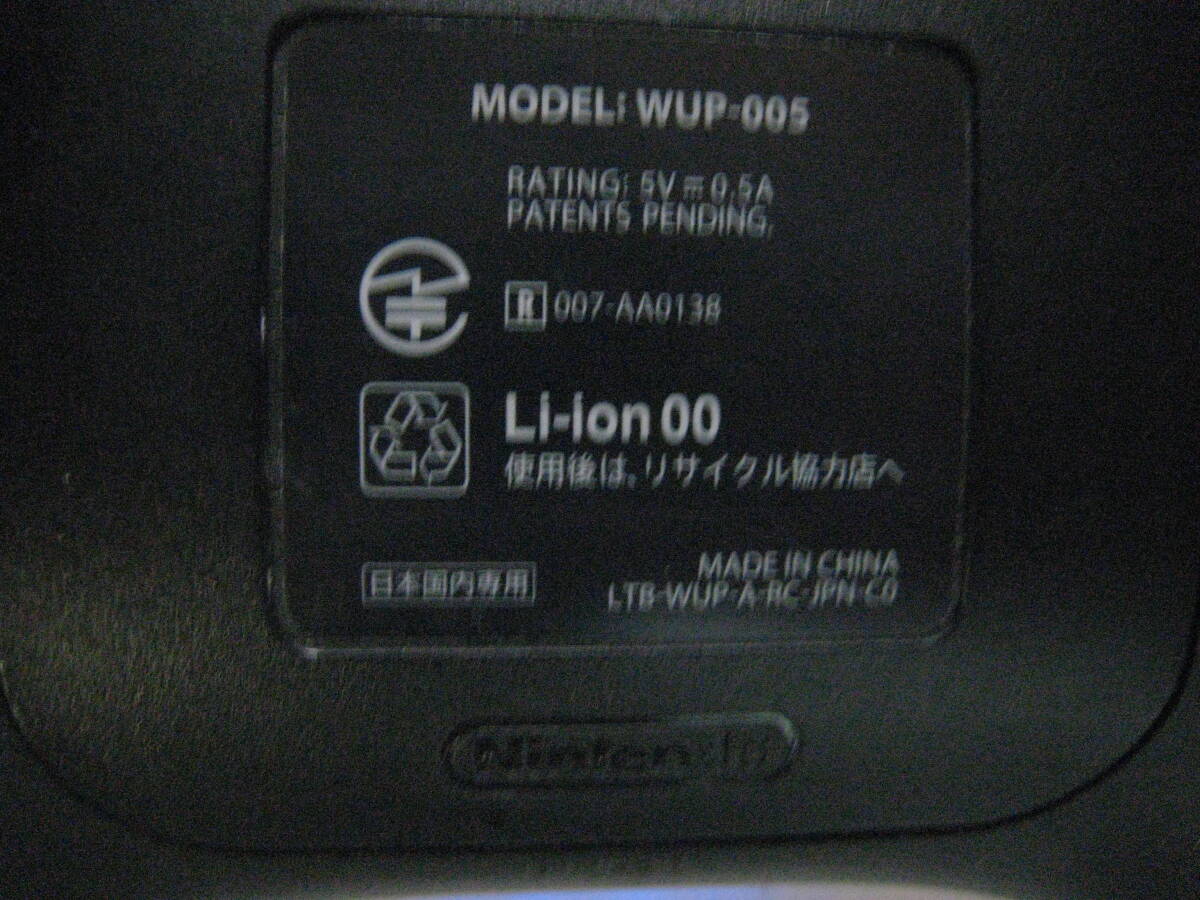 MODEL: WUP-005
RATING: 5V ⎓ 0.5A
PATENTS PENDING.
R 007-AA0138
Li-ion 00
使用後は、リサイクル協力店へ
日本国内専用
MADE IN CHINA
LTB-WUP-A-RC-JPN-C0
Nintendo